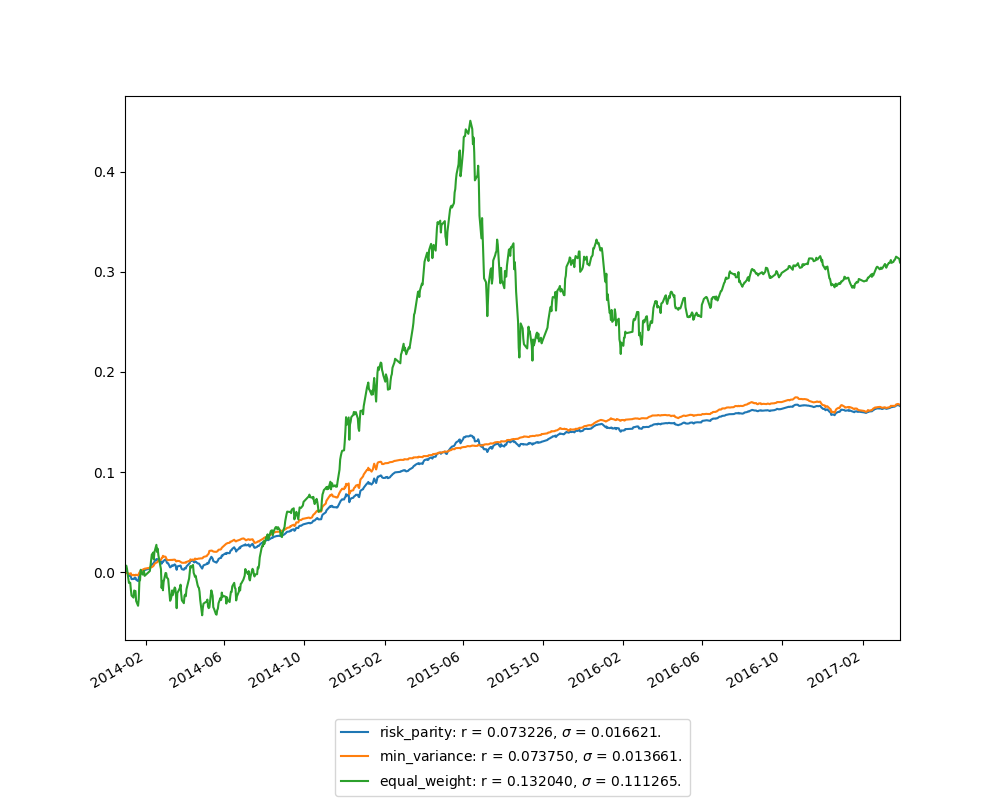 0.4
0.3
0.2
0.1
0.0
2014-02 2014-06 2014-10 2015-02 2015-06 2015-10 2016-02 2016-06 2016-10 2017-02
risk_parity: r = 0.073226, σ = 0.016621.
min_variance: r = 0.073750, σ = 0.013661.
equal_weight: r = 0.132040, σ = 0.111265.